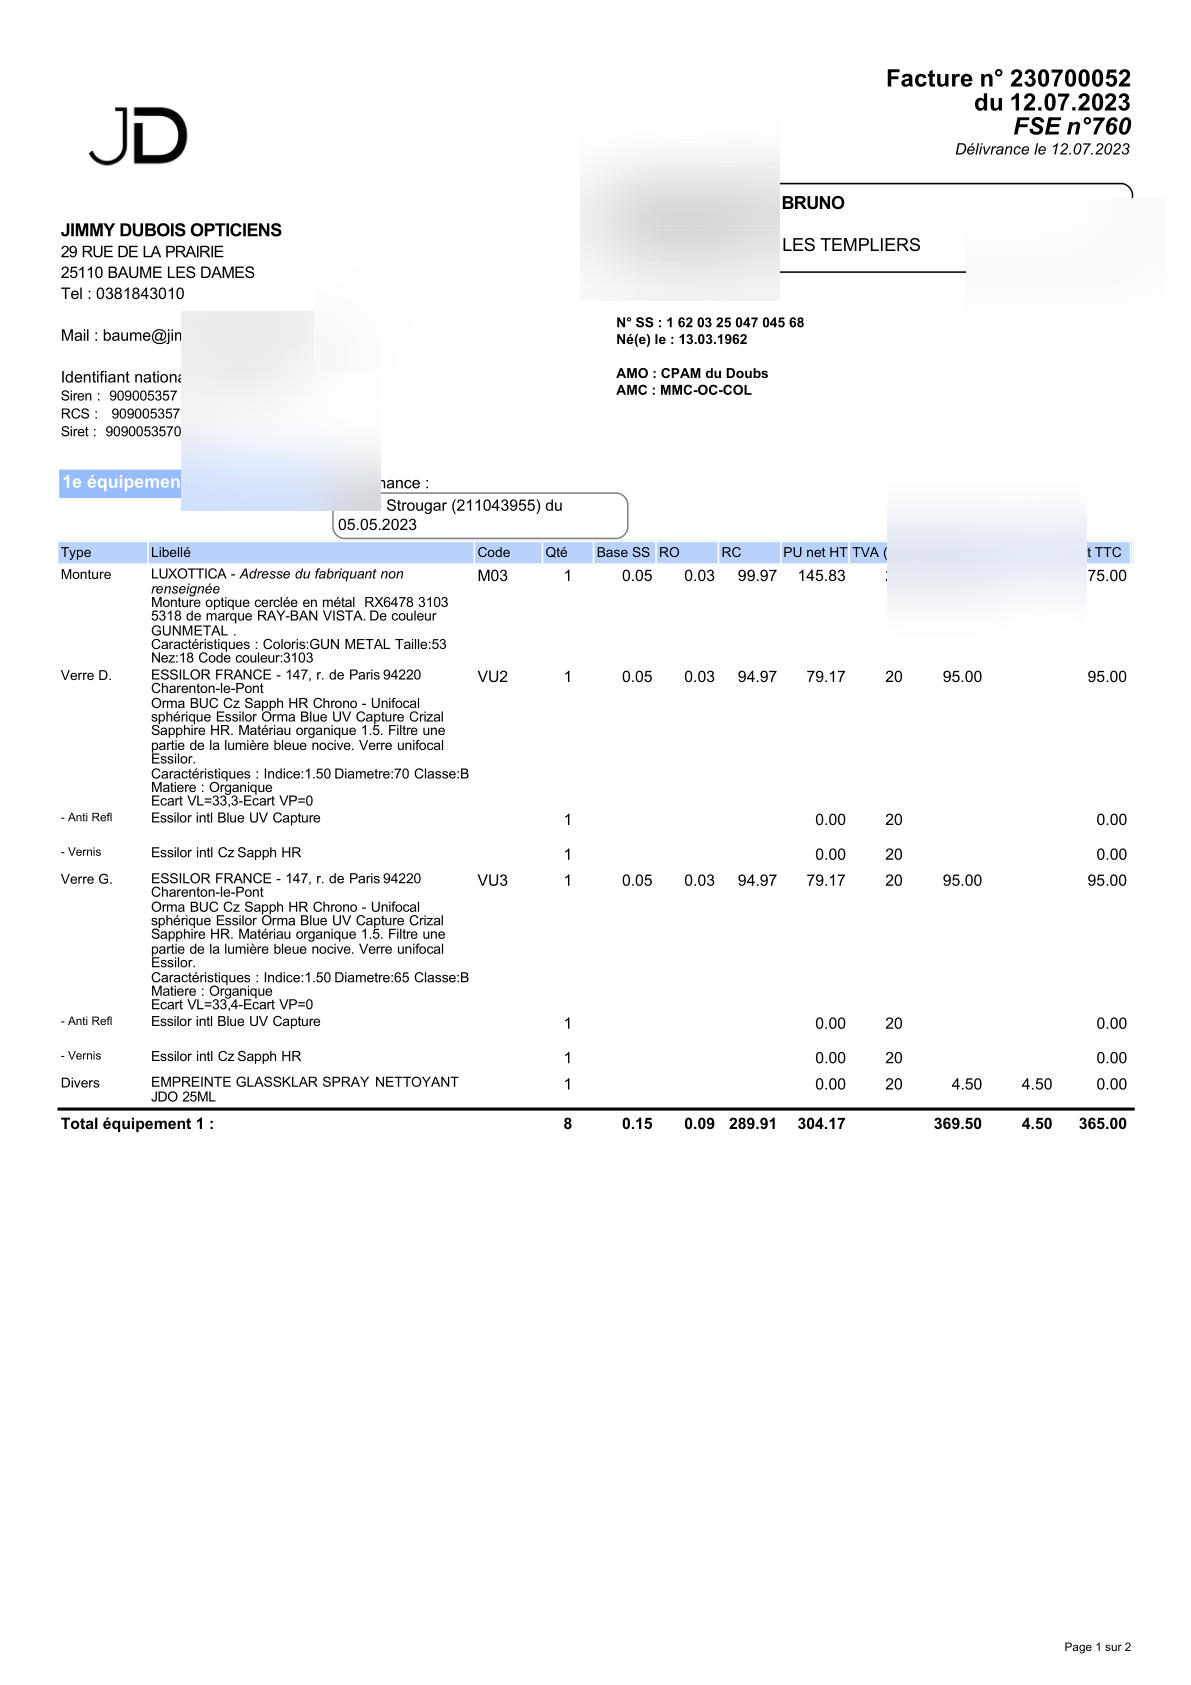 Facture n° 230700052
du 12.07.2023
FSE n°760
Délivrance le 12.07.2023
JD
BRUNO
LES TEMPLIERS
JIMMY DUBOIS OPTICIENS
29 RUE DE LA PRAIRIE
25110 BAUME LES DAMES
Tel : 0381843010
Mail : baume@jim
N° SS : 1 62 03 25 047 045 68
Né(e) le : 13.03.1962
AMO : CPAM du Doubs
AMC : MMC-OC-COL
Identifiant nationa
Siren : 909005357
RCS : 909005357
Siret : 9090053570
1e équipemen
nance :
Strougar (211043955) du
05.05.2023
Type Libellé Code Qté Base SS RO RC PU net HT TVA ( t TTC
Monture LUXOTTICA - Adresse du fabriquant non M03 1 0.05 0.03 99.97 145.83 75.00
renseignée
Monture optique cerclée en métal RX6478 3103
5318 de marque RAY-BAN VISTA. De couleur
GUNMETAL .
Caractéristiques : Coloris:GUN METAL Taille:53
Nez:18 Code couleur:3103
Verre D. ESSILOR FRANCE - 147, r. de Paris 94220 VU2 1 0.05 0.03 94.97 79.17 20 95.00 95.00
Charenton-le-Pont
Orma BUC Cz Sapph HR Chrono - Unifocal
sphérique Essilor Orma Blue UV Capture Crizal
Sapphire HR. Matériau organique 1.5. Filtre une
partie de la lumière bleue nocive. Verre unifocal
Essilor.
Caractéristiques : Indice:1.50 Diametre:70 Classe:B
Matiere : Organique
Ecart VL=33,3-Ecart VP=0
- Anti Refl Essilor intl Blue UV Capture 1 0.00 20 0.00
- Vernis Essilor intl Cz Sapph HR 1 0.00 20 0.00
Verre G. ESSILOR FRANCE - 147, r. de Paris 94220 VU3 1 0.05 0.03 94.97 79.17 20 95.00 95.00
Charenton-le-Pont
Orma BUC Cz Sapph HR Chrono - Unifocal
sphérique Essilor Orma Blue UV Capture Crizal
Sapphire HR. Matériau organique 1.5. Filtre une
partie de la lumière bleue nocive. Verre unifocal
Essilor.
Caractéristiques : Indice:1.50 Diametre:65 Classe:B
Matiere : Organique
Ecart VL=33,4-Ecart VP=0
- Anti Refl Essilor intl Blue UV Capture 1 0.00 20 0.00
- Vernis Essilor intl Cz Sapph HR 1 0.00 20 0.00
Divers EMPREINTE GLASSKLAR SPRAY NETTOYANT 1 0.00 20 4.50 4.50 0.00
JDO 25ML
Total équipement 1 : 8 0.15 0.09 289.91 304.17 369.50 4.50 365.00
Page 1 sur 2